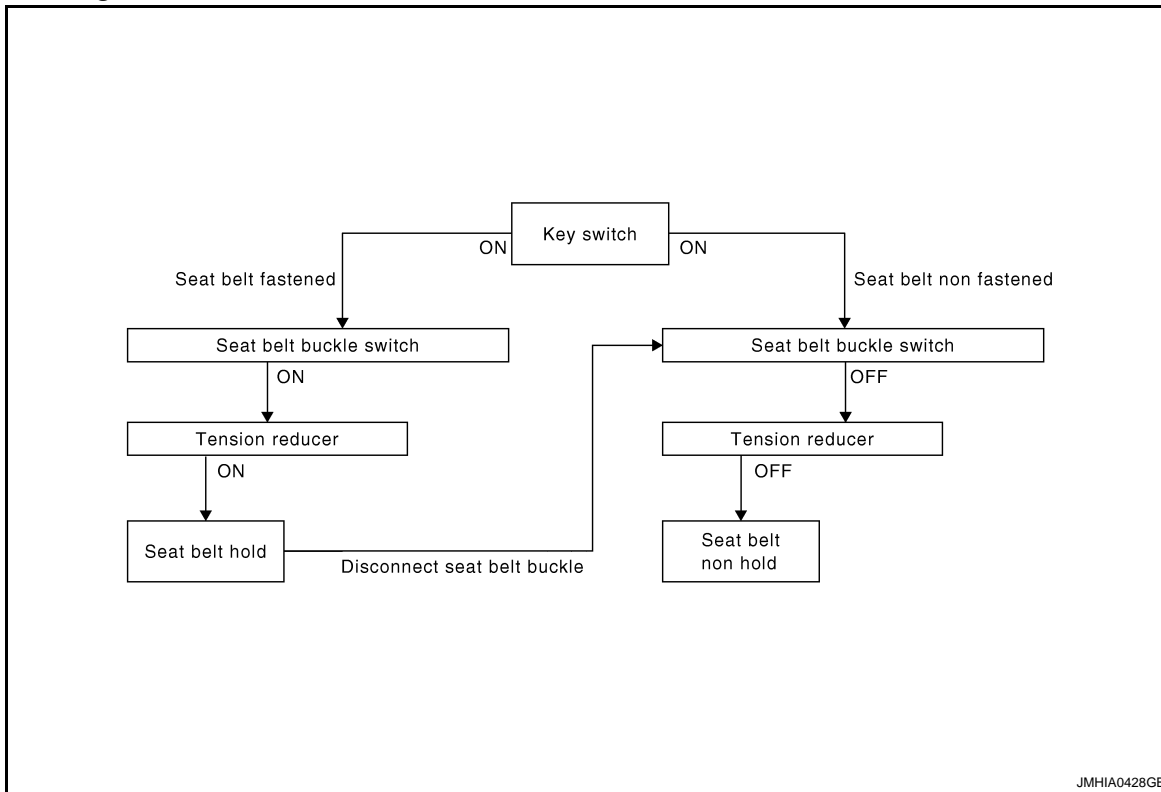 Key switch
ON
ON
Seat belt fastened
Seat belt non fastened
Seat belt buckle switch
Seat belt buckle switch
ON
OFF
Tension reducer
Tension reducer
ON
OFF
Seat belt hold
Seat belt
non hold
Disconnect seat belt buckle